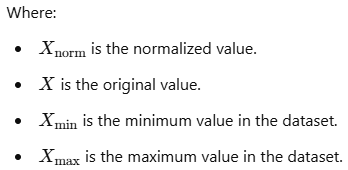 Where:
• X_norm is the normalized value.
• X is the original value.
• X_min is the minimum value in the dataset.
• X_max is the maximum value in the dataset.